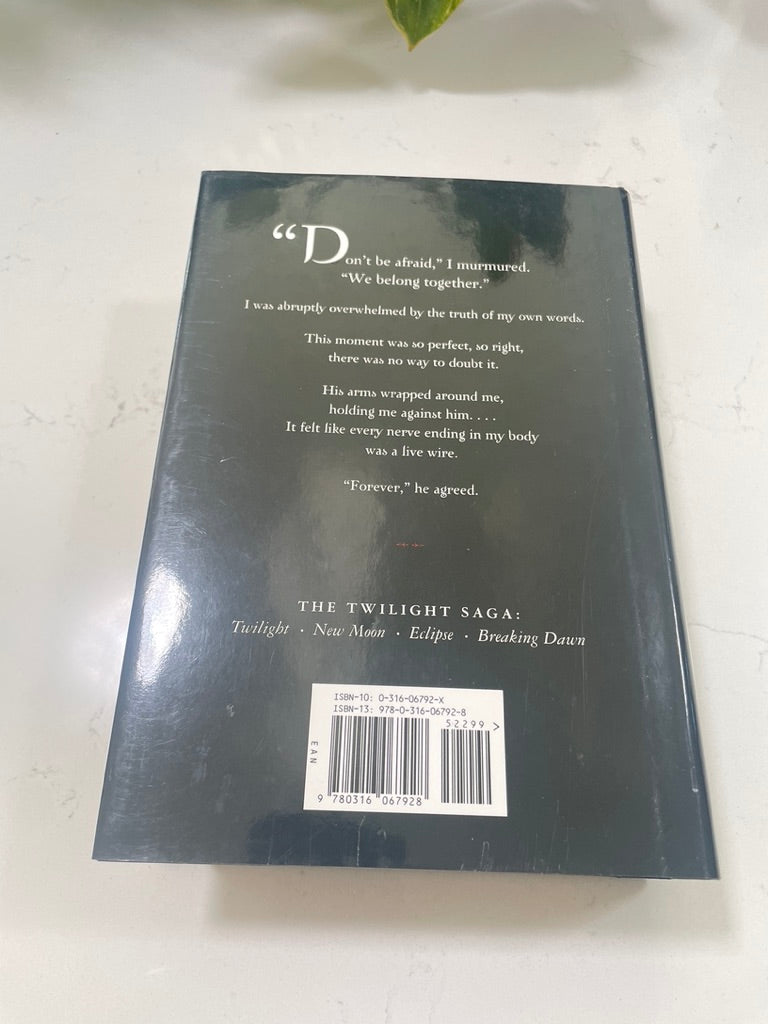 “Don’t be afraid,” I murmured.
“We belong together.”
I was abruptly overwhelmed by the truth of my own words.
This moment was so perfect, so right,
there was no way to doubt it.
His arms wrapped around me,
holding me against him. . . .
It felt like every nerve ending in my body
was a live wire.
“Forever,” he agreed.
THE TWILIGHT SAGA:
Twilight · New Moon · Eclipse · Breaking Dawn
ISBN-10: 0-316-06792-X
ISBN-13: 978-0-316-06792-8
52299 >
EAN
9 780316 067928